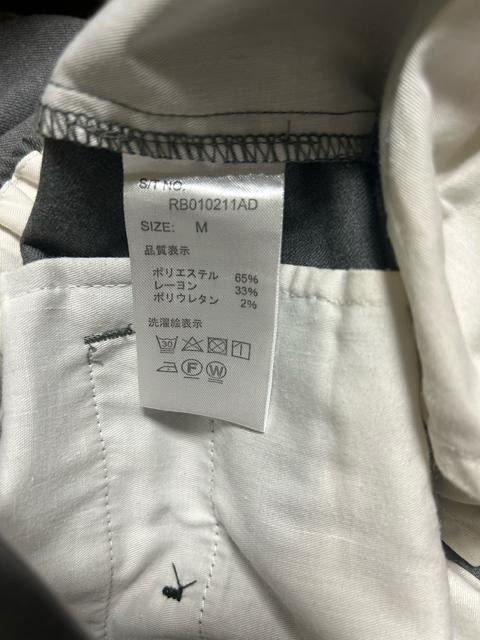 S/T NO.
RB010211AD
SIZE: M
品質表示
ポリエステル 65%
レーヨン 33%
ポリウレタン 2%
洗濯絵表示
30
F W